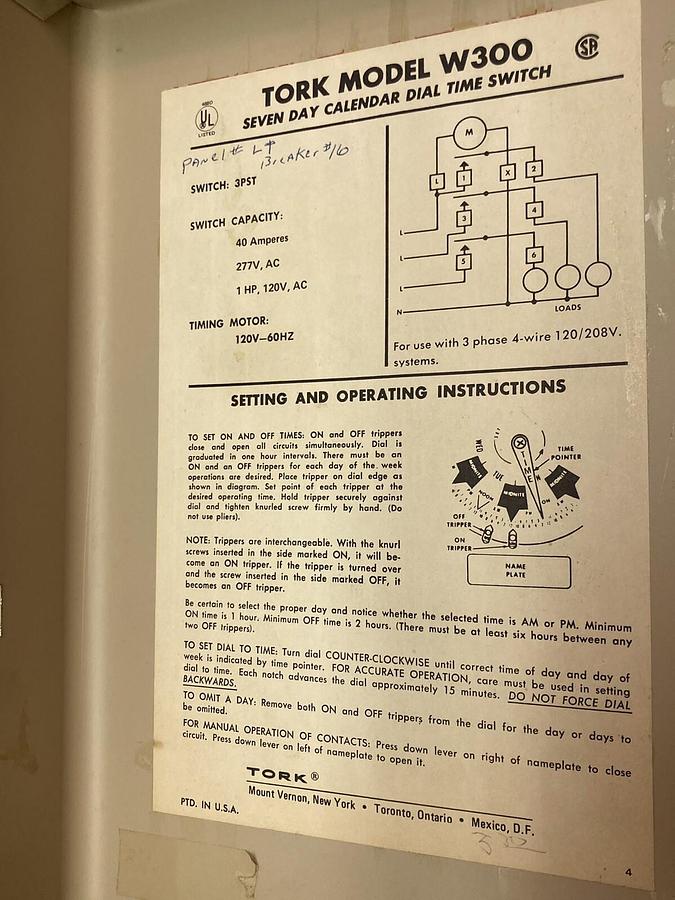 TORK MODEL W300
SEVEN DAY CALENDAR DIAL TIME SWITCH
UL
LISTED
SA
Panel # LP
Breaker #16
SWITCH: 3PST
SWITCH CAPACITY:
40 Amperes
277V, AC
1 HP, 120V, AC
TIMING MOTOR:
120V—60HZ
M
L
1
X
2
3
4
5
6
L
L
L
N
LOADS
For use with 3 phase 4-wire 120/208V.
systems.
SETTING AND OPERATING INSTRUCTIONS
TO SET ON AND OFF TIMES: ON and OFF trippers
close and open all circuits simultaneously. Dial is
graduated in one hour intervals. There must be an
ON and an OFF trippers for each day of the week
operations are desired. Place tripper on dial edge as
shown in diagram. Set point of each tripper at the
desired operating time. Hold tripper securely against
dial and tighten knurled screw firmly by hand. (Do
not use pliers).
NOTE: Trippers are interchangeable. With the knurl
screws inserted in the side marked ON, it will be-
come an ON tripper. If the tripper is turned over
and the screw inserted in the side marked OFF, it
becomes an OFF tripper.
WED
TUE
TIME
TIME
POINTER
MIDNITE
MIDNITE
MIDNITE
NOON
OFF
TRIPPER
ON
TRIPPER
NAME
PLATE
Be certain to select the proper day and notice whether the selected time is AM or PM. Minimum
ON time is 1 hour. Minimum OFF time is 2 hours. (There must be at least six hours between any
two OFF trippers).
TO SET DIAL TO TIME: Turn dial COUNTER-CLOCKWISE until correct time of day and day of
week is indicated by time pointer. FOR ACCURATE OPERATION, care must be used in setting
dial to time. Each notch advances the dial approximately 15 minutes. DO NOT FORCE DIAL
BACKWARDS.
TO OMIT A DAY: Remove both ON and OFF trippers from the dial for the day or days to
be omitted.
FOR MANUAL OPERATION OF CONTACTS: Press down lever on right of nameplate to close
circuit. Press down lever on left of nameplate to open it.
TORK®
Mount Vernon, New York • Toronto, Ontario • Mexico, D.F.
PTD. IN U.S.A.
4